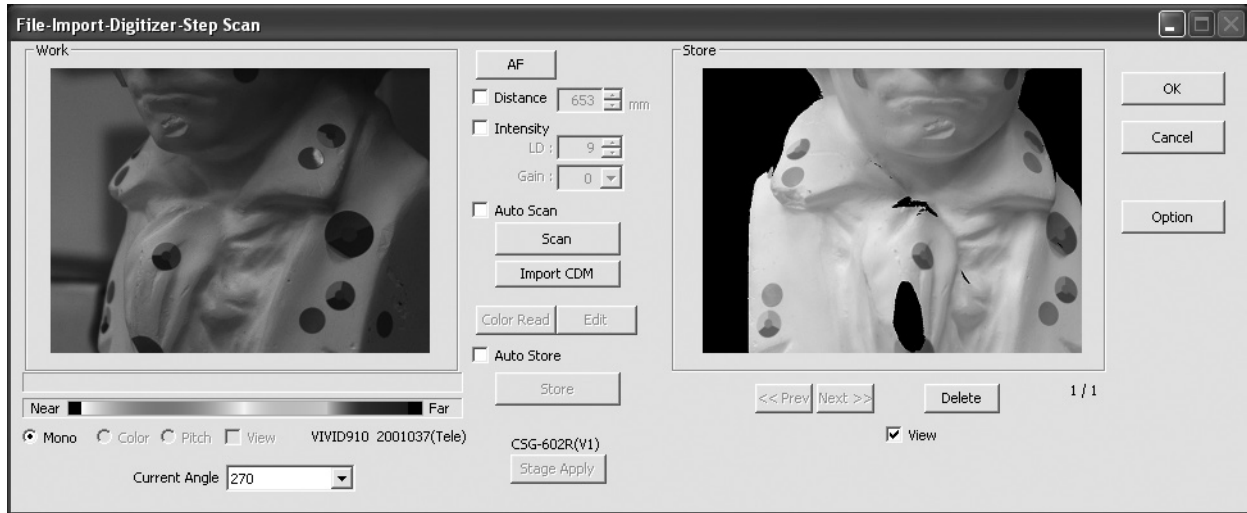 File-Import-Digitizer-Step Scan
Work
AF
Distance 653 mm
Intensity
LD : 9
Gain : 0
Auto Scan
Scan
Import CDM
Color Read Edit
Auto Store
Store
Near Far
Mono Color Pitch View VIVID910 2001037(Tele)
CSG-602R(V1)
Stage Apply
Current Angle 270
Store
<< Prev Next >> Delete 1 / 1
View
OK
Cancel
Option